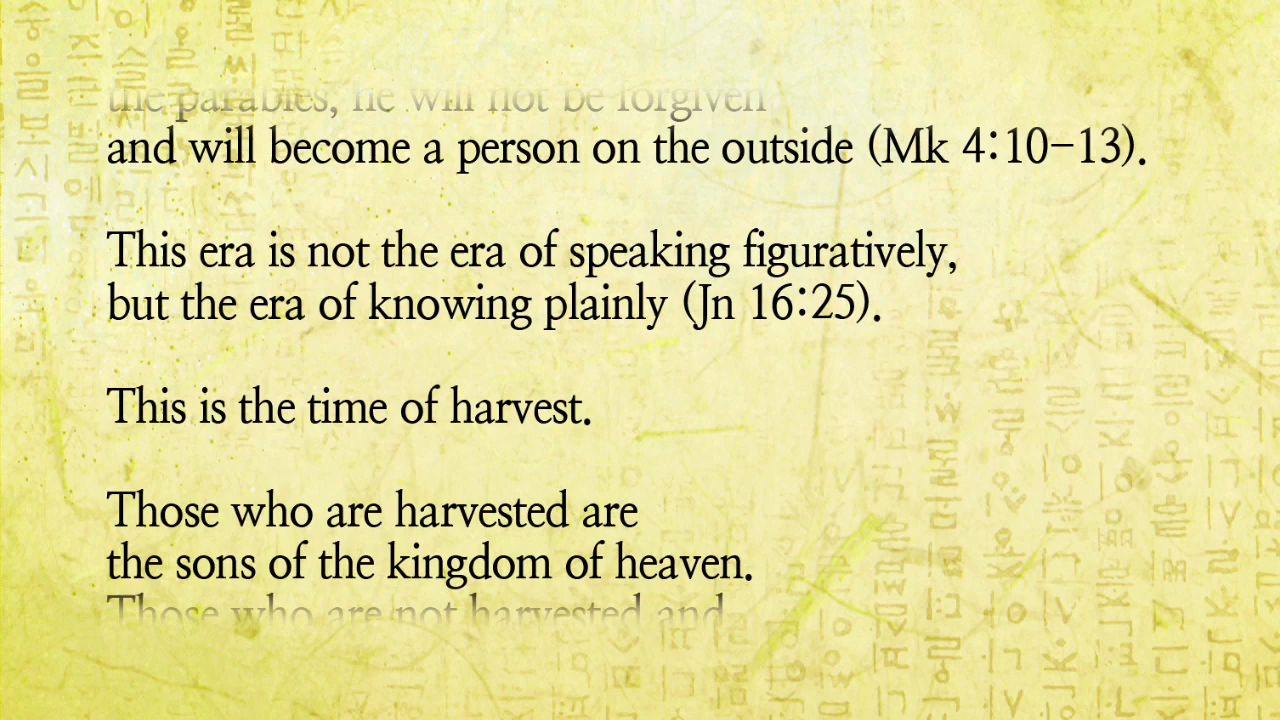 the parables, he will not be forgiven
and will become a person on the outside (Mk 4:10-13).
This era is not the era of speaking figuratively,
but the era of knowing plainly (Jn 16:25).
This is the time of harvest.
Those who are harvested are
the sons of the kingdom of heaven.
Those who are not harvested and